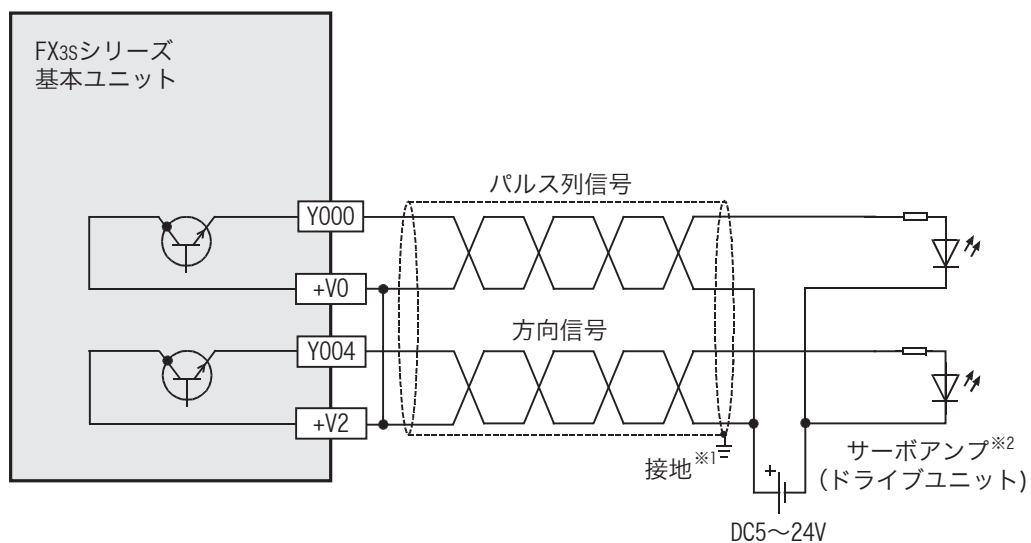 FX3Sシリーズ
基本ユニット
パルス列信号
Y000
+V0
方向信号
Y004
+V2
接地※1
サーボアンプ※2
(ドライブユニット)
+
DC5～24V